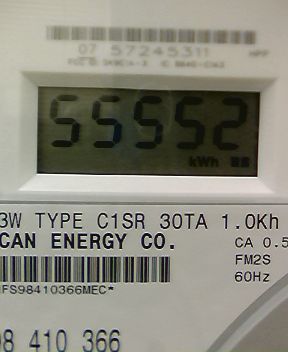 07 57245311
55552
kWh
3W TYPE C1SR 30TA 1.0Kh
CAN ENERGY CO.
CA 0.5
FM2S
60Hz
FS98410366MEC*
98 410 366